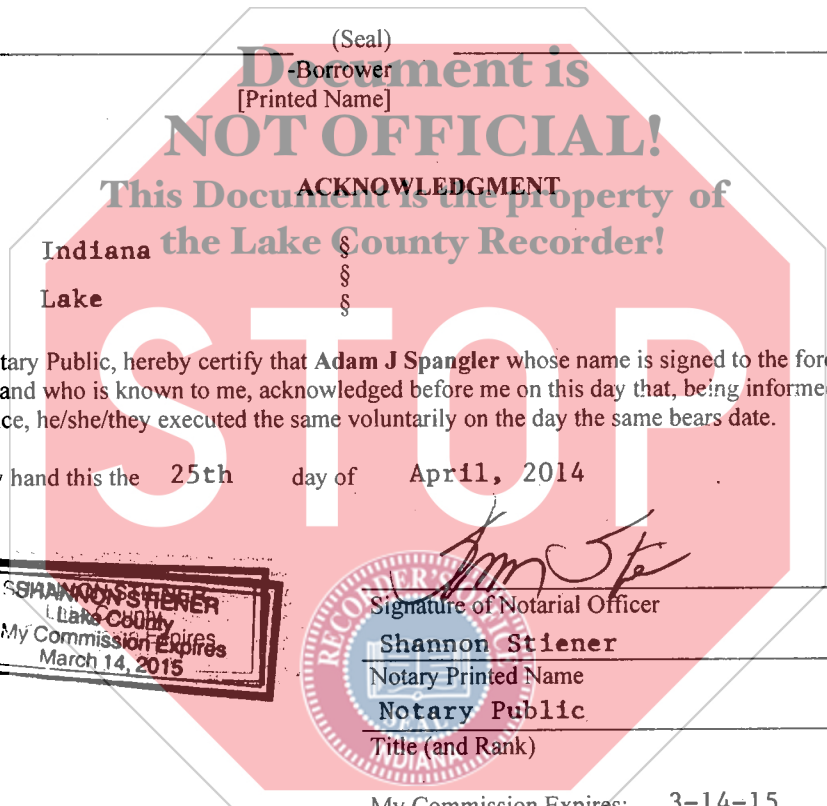 (Seal)
-Borrower
[Printed Name]
Document is
NOT OFFICIAL!
This Document is the property of
the Lake County Recorder!
ACKNOWLEDGMENT
Indiana §
§
Lake §
STOP
tary Public, hereby certify that Adam J Spangler whose name is signed to the fore
and who is known to me, acknowledged before me on this day that, being informe
ce, he/she/they executed the same voluntarily on the day the same bears date.
hand this the 25th day of April, 2014
SHANNON STIENER
Lake County
My Commission Expires
March 14, 2015
RECORDER'S OFFICE
SEAL
INDIANA
Signature of Notarial Officer
Shannon Stiener
Notary Printed Name
Notary Public
Title (and Rank)
My Commission Expires: 3-14-15